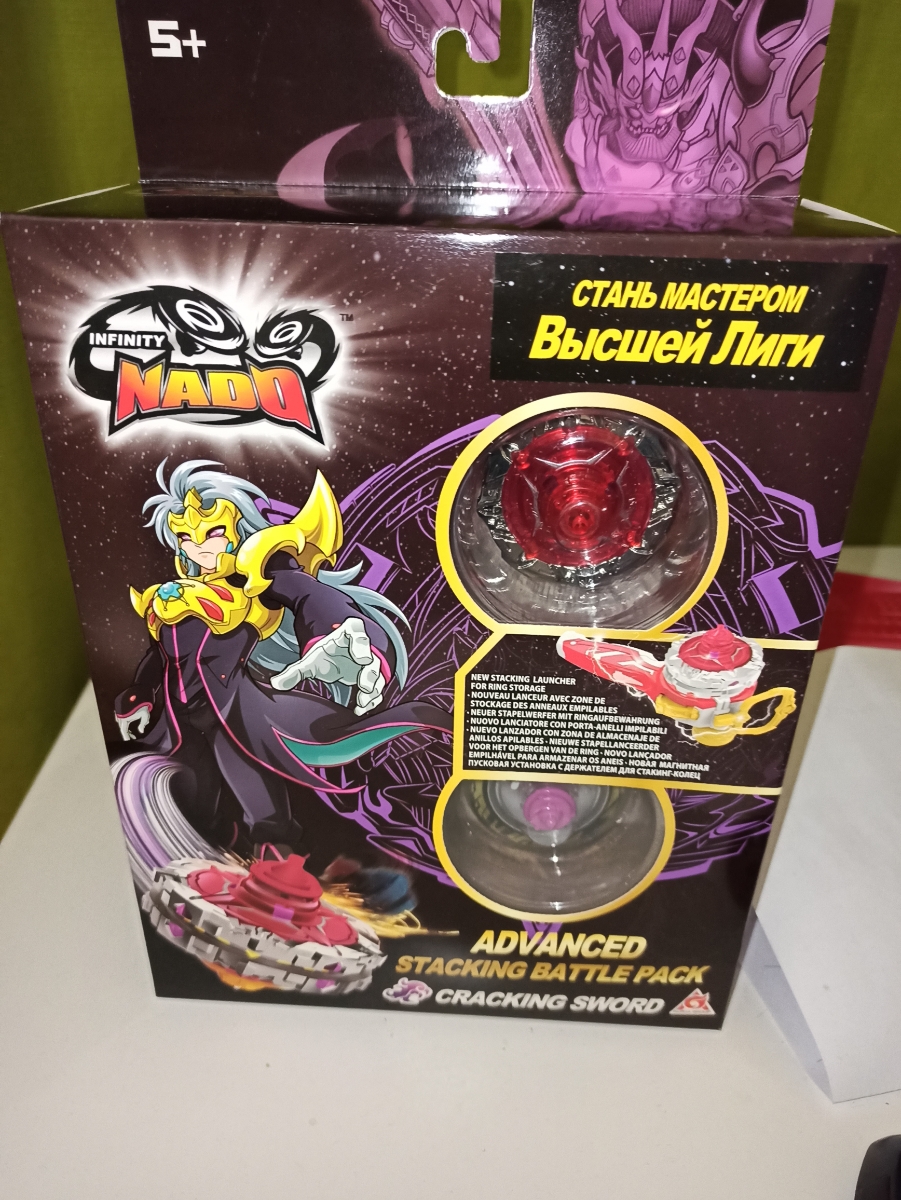 5+
INFINITY
NADO
TM
СТАНЬ МАСТЕРОМ
Высшей Лиги
NEW STACKING LAUNCHER
FOR RING STORAGE
· NOUVEAU LANCEUR AVEC ZONE DE
STOCKAGE DES ANNEAUX EMPILABLES
· NEUER STAPELWERFER MIT RINGAUFBEWAHRUNG
· NUOVO LANCIATORE CON PORTA-ANELLI IMPILABILI
· NUEVO LANZADOR CON ZONA DE ALMACENAJE DE
ANILLOS APILABLES · NIEUWE STAPELLANCEERDER
VOOR HET OPBERGEN VAN DE RING · NOVO LANÇADOR
EMPILHÁVEL PARA ARMAZENAR OS ANEIS · НОВАЯ МАГНИТНАЯ
ПУСКОВАЯ УСТАНОВКА С ДЕРЖАТЕЛЕМ ДЛЯ СТАКИНГ-КОЛЕЦ
ADVANCED
STACKING BATTLE PACK
CRACKING SWORD